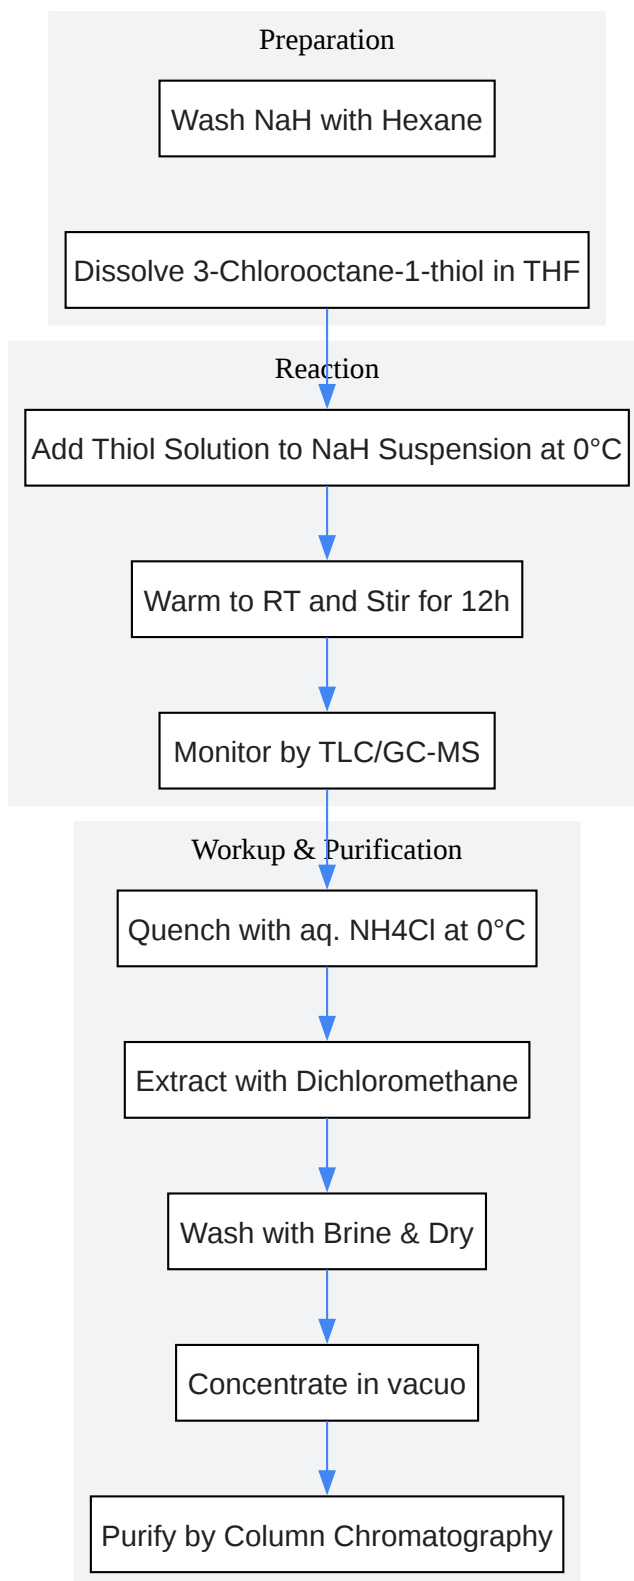 Preparation
Wash NaH with Hexane
Dissolve 3-Chlorooctane-1-thiol in THF
Reaction
Add Thiol Solution to NaH Suspension at 0°C
Warm to RT and Stir for 12h
Monitor by TLC/GC-MS
Workup & Purification
Quench with aq. NH4Cl at 0°C
Extract with Dichloromethane
Wash with Brine & Dry
Concentrate in vacuo
Purify by Column Chromatography